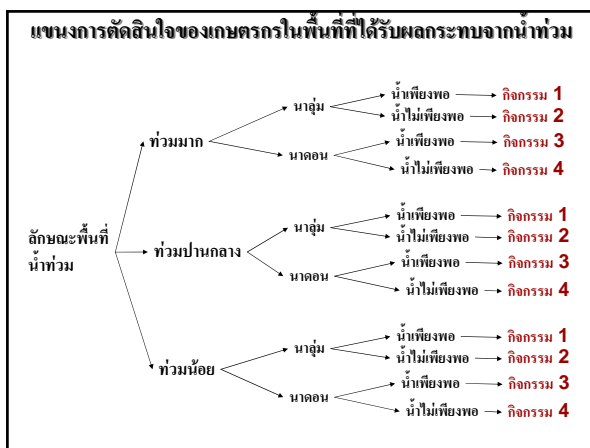 แขนงการตัดสินใจของเกษตรกรในพื้นที่ที่ได้รับผลกระทบจากน้ำท่วม
ลักษณะพื้นที่
น้ำท่วม
ท่วมมาก
นาลุ่ม
น้ำเพียงพอ กิจกรรม 1
น้ำไม่เพียงพอ กิจกรรม 2
นาดอน
น้ำเพียงพอ กิจกรรม 3
น้ำไม่เพียงพอ กิจกรรม 4
ท่วมปานกลาง
นาลุ่ม
น้ำเพียงพอ กิจกรรม 1
น้ำไม่เพียงพอ กิจกรรม 2
นาดอน
น้ำเพียงพอ กิจกรรม 3
น้ำไม่เพียงพอ กิจกรรม 4
ท่วมน้อย
นาลุ่ม
น้ำเพียงพอ กิจกรรม 1
น้ำไม่เพียงพอ กิจกรรม 2
นาดอน
น้ำเพียงพอ กิจกรรม 3
น้ำไม่เพียงพอ กิจกรรม 4